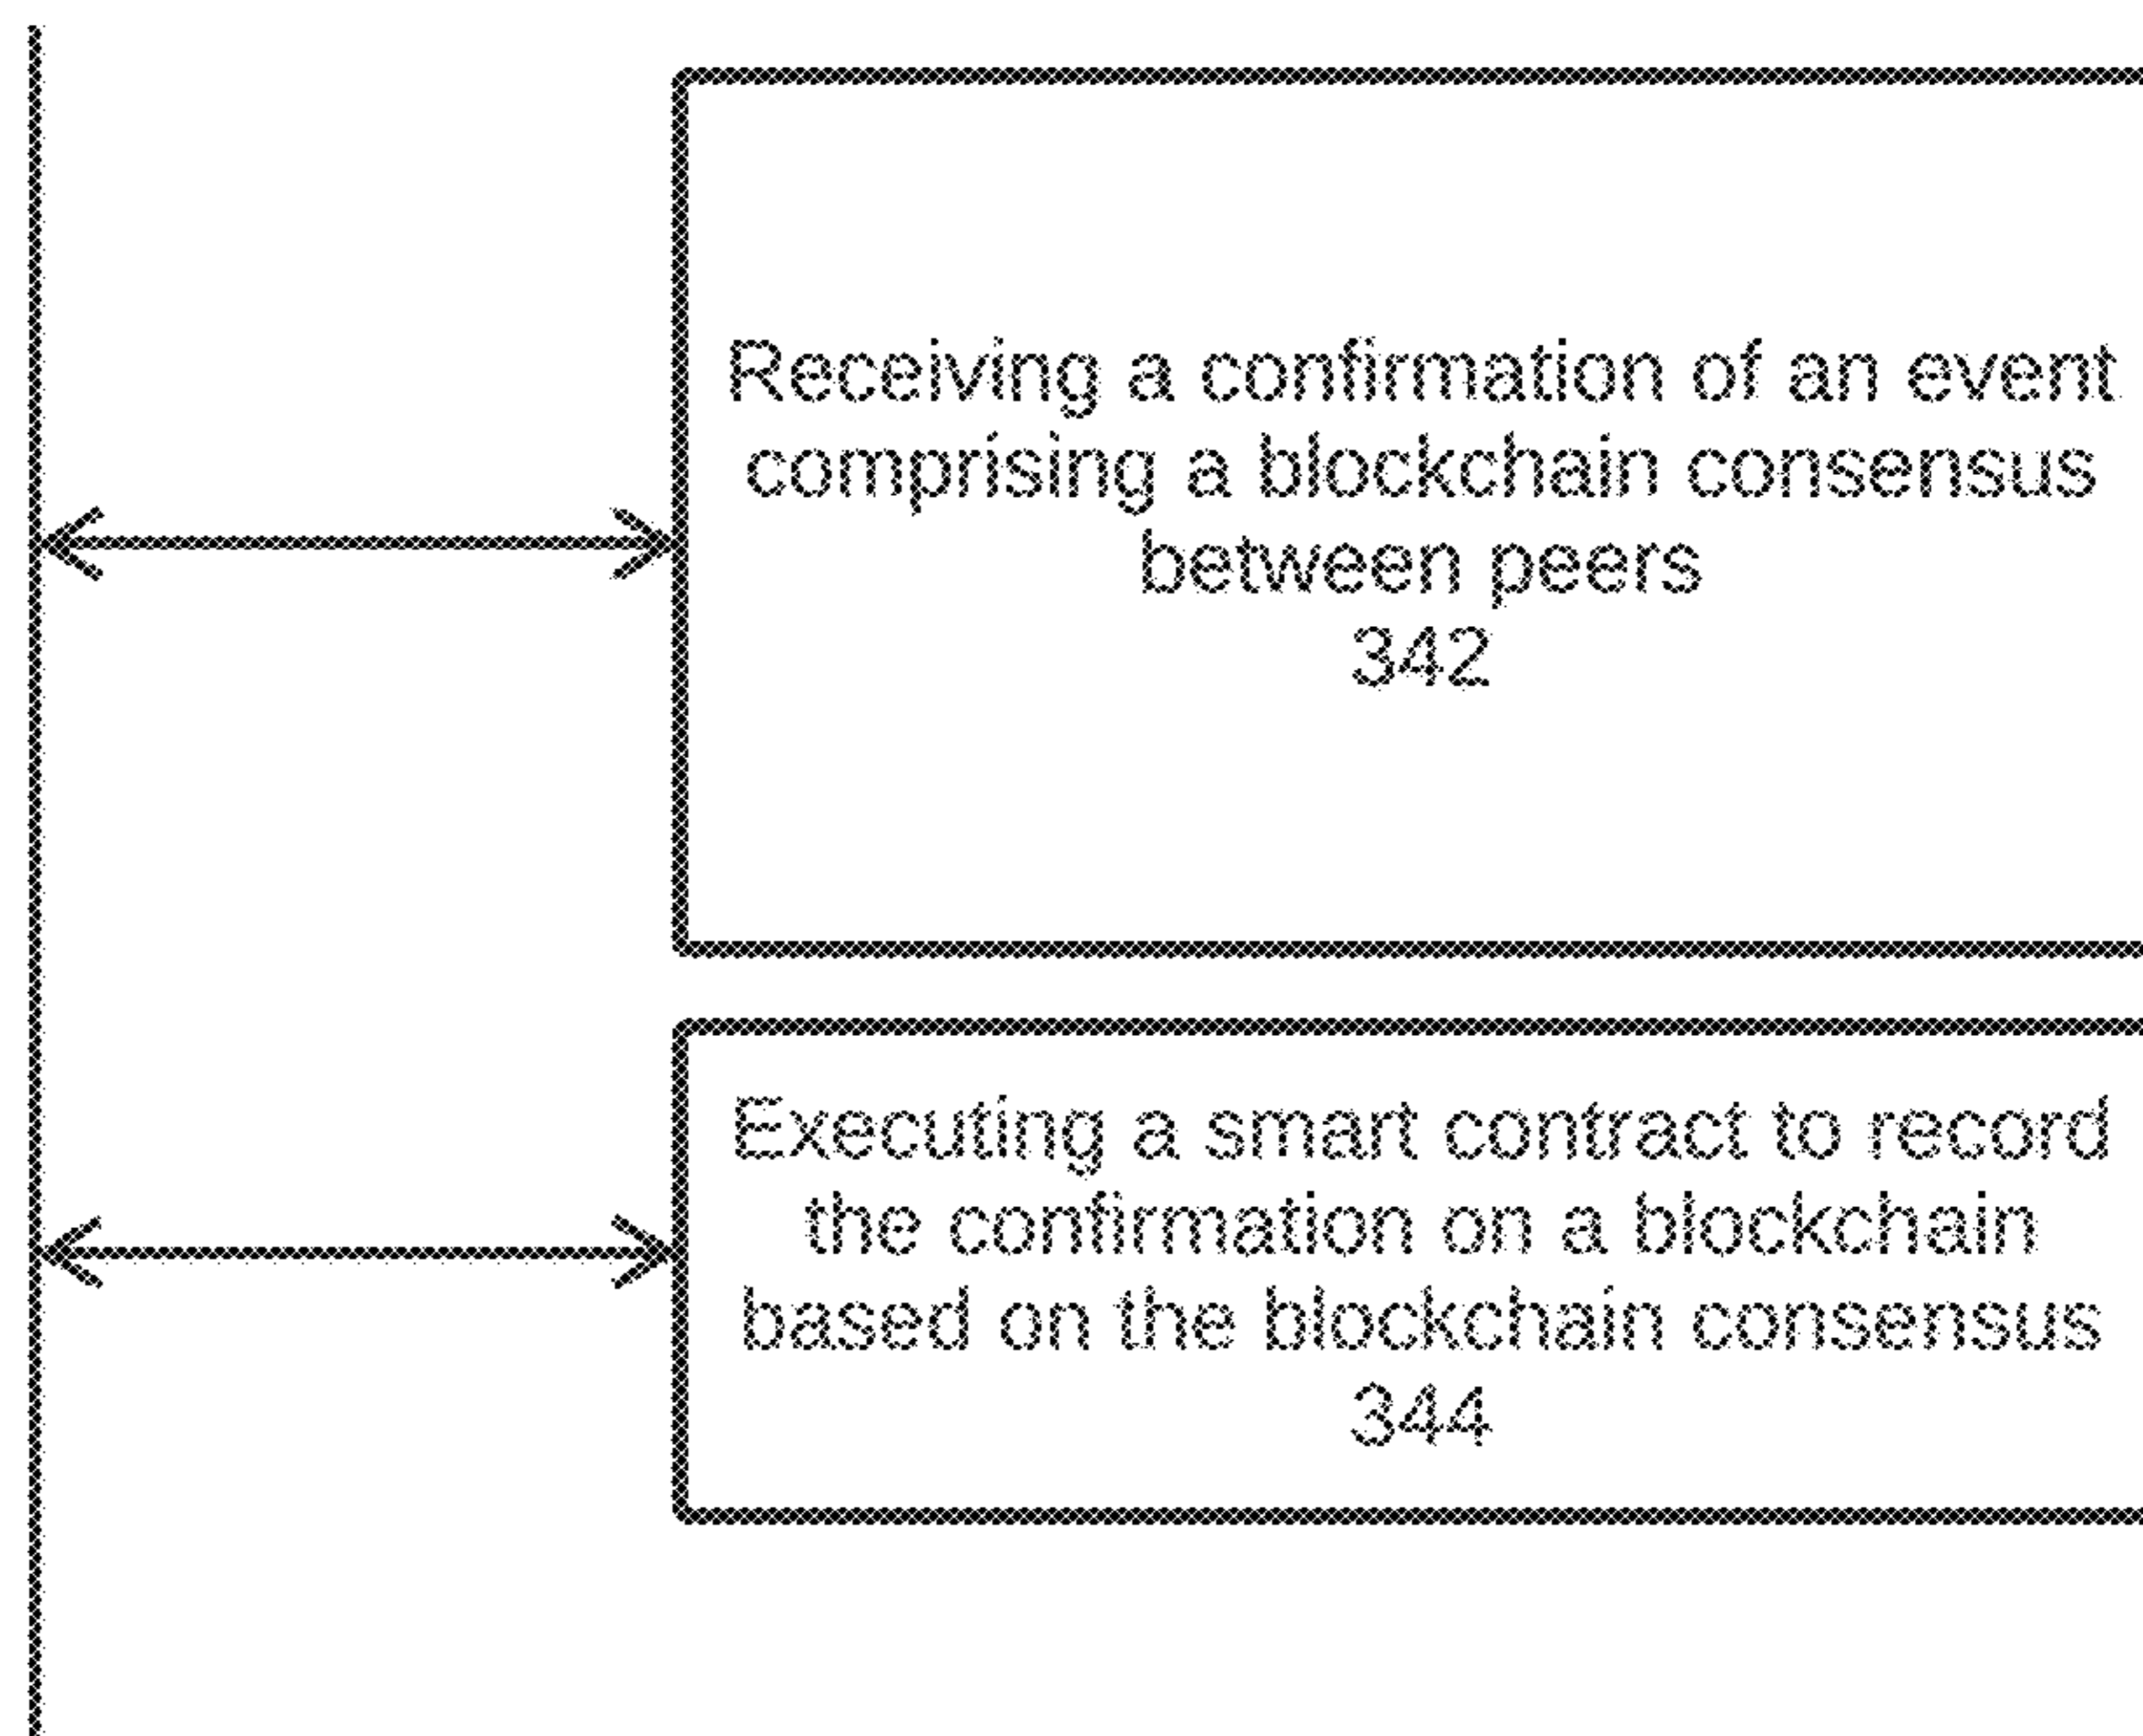 Receiving a confirmation of an event
comprising a blockchain consensus
between peers
342
Executing a smart contract to record
the confirmation on a blockchain
based on the blockchain consensus
344